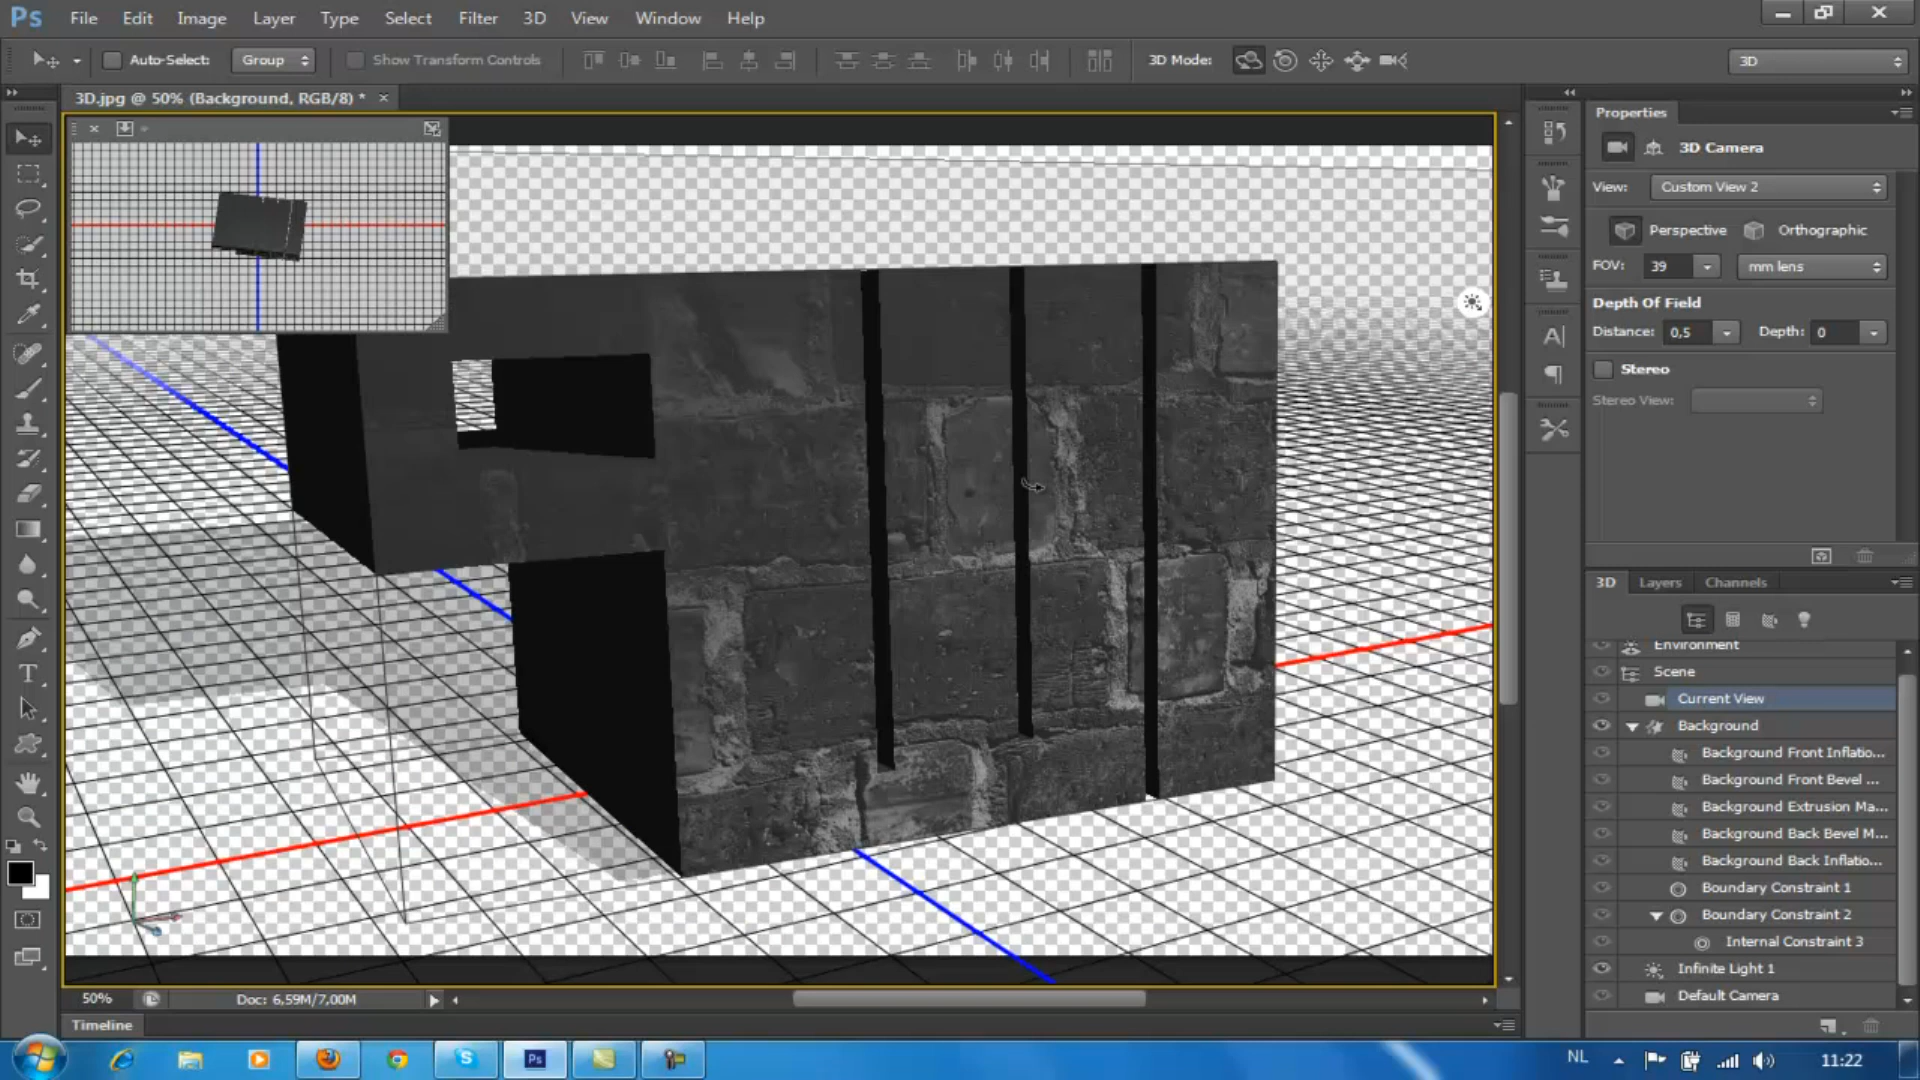 Ps File Edit Image Layer Type Select Filter 3D View Window Help
Auto-Select: Group Show Transform Controls 3D Mode: 3D
3D.jpg @ 50% (Background, RGB/8) * ×
Properties
3D Camera
View: Custom View 2
Perspective Orthographic
FOV: 39 mm lens
Depth Of Field
Distance: 0,5 Depth: 0
Stereo
Stereo View:
3D Layers Channels
Environment
Scene
Current View
Background
Background Front Inflatio...
Background Front Bevel ...
Background Extrusion Ma...
Background Back Bevel M...
Background Back Inflatio...
Boundary Constraint 1
Boundary Constraint 2
Internal Constraint 3
Infinite Light 1
Default Camera
50% Doc: 6,59M/7,00M
Timeline
NL 11:22